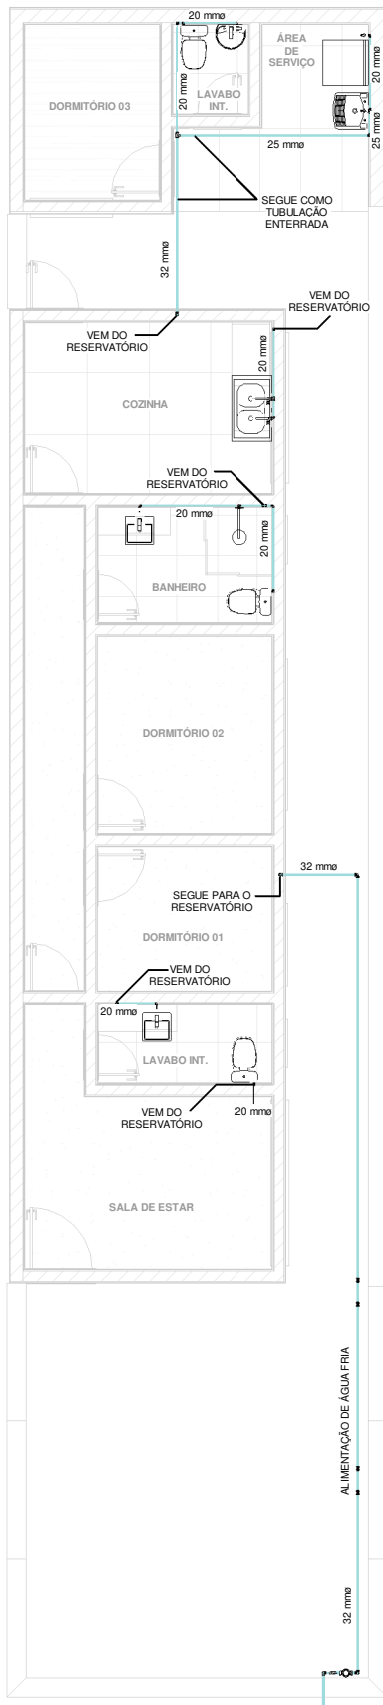 20 mmø
ÁREA
DE
SERVIÇO
20 mmø
20 mmø
LAVABO
INT.
DORMITÓRIO 03
25 mmø
25 mmø
SEGUE COMO
TUBULAÇÃO
ENTERRADA
32 mmø
VEM DO
RESERVATÓRIO
VEM DO
RESERVATÓRIO
20 mmø
COZINHA
VEM DO
RESERVATÓRIO
20 mmø
20 mmø
BANHEIRO
DORMITÓRIO 02
32 mmø
SEGUE PARA O
RESERVATÓRIO
DORMITÓRIO 01
VEM DO
RESERVATÓRIO
20 mmø
LAVABO INT.
VEM DO
RESERVATÓRIO
20 mmø
SALA DE ESTAR
ALIMENTAÇÃO DE ÁGUA FRIA
32 mmø